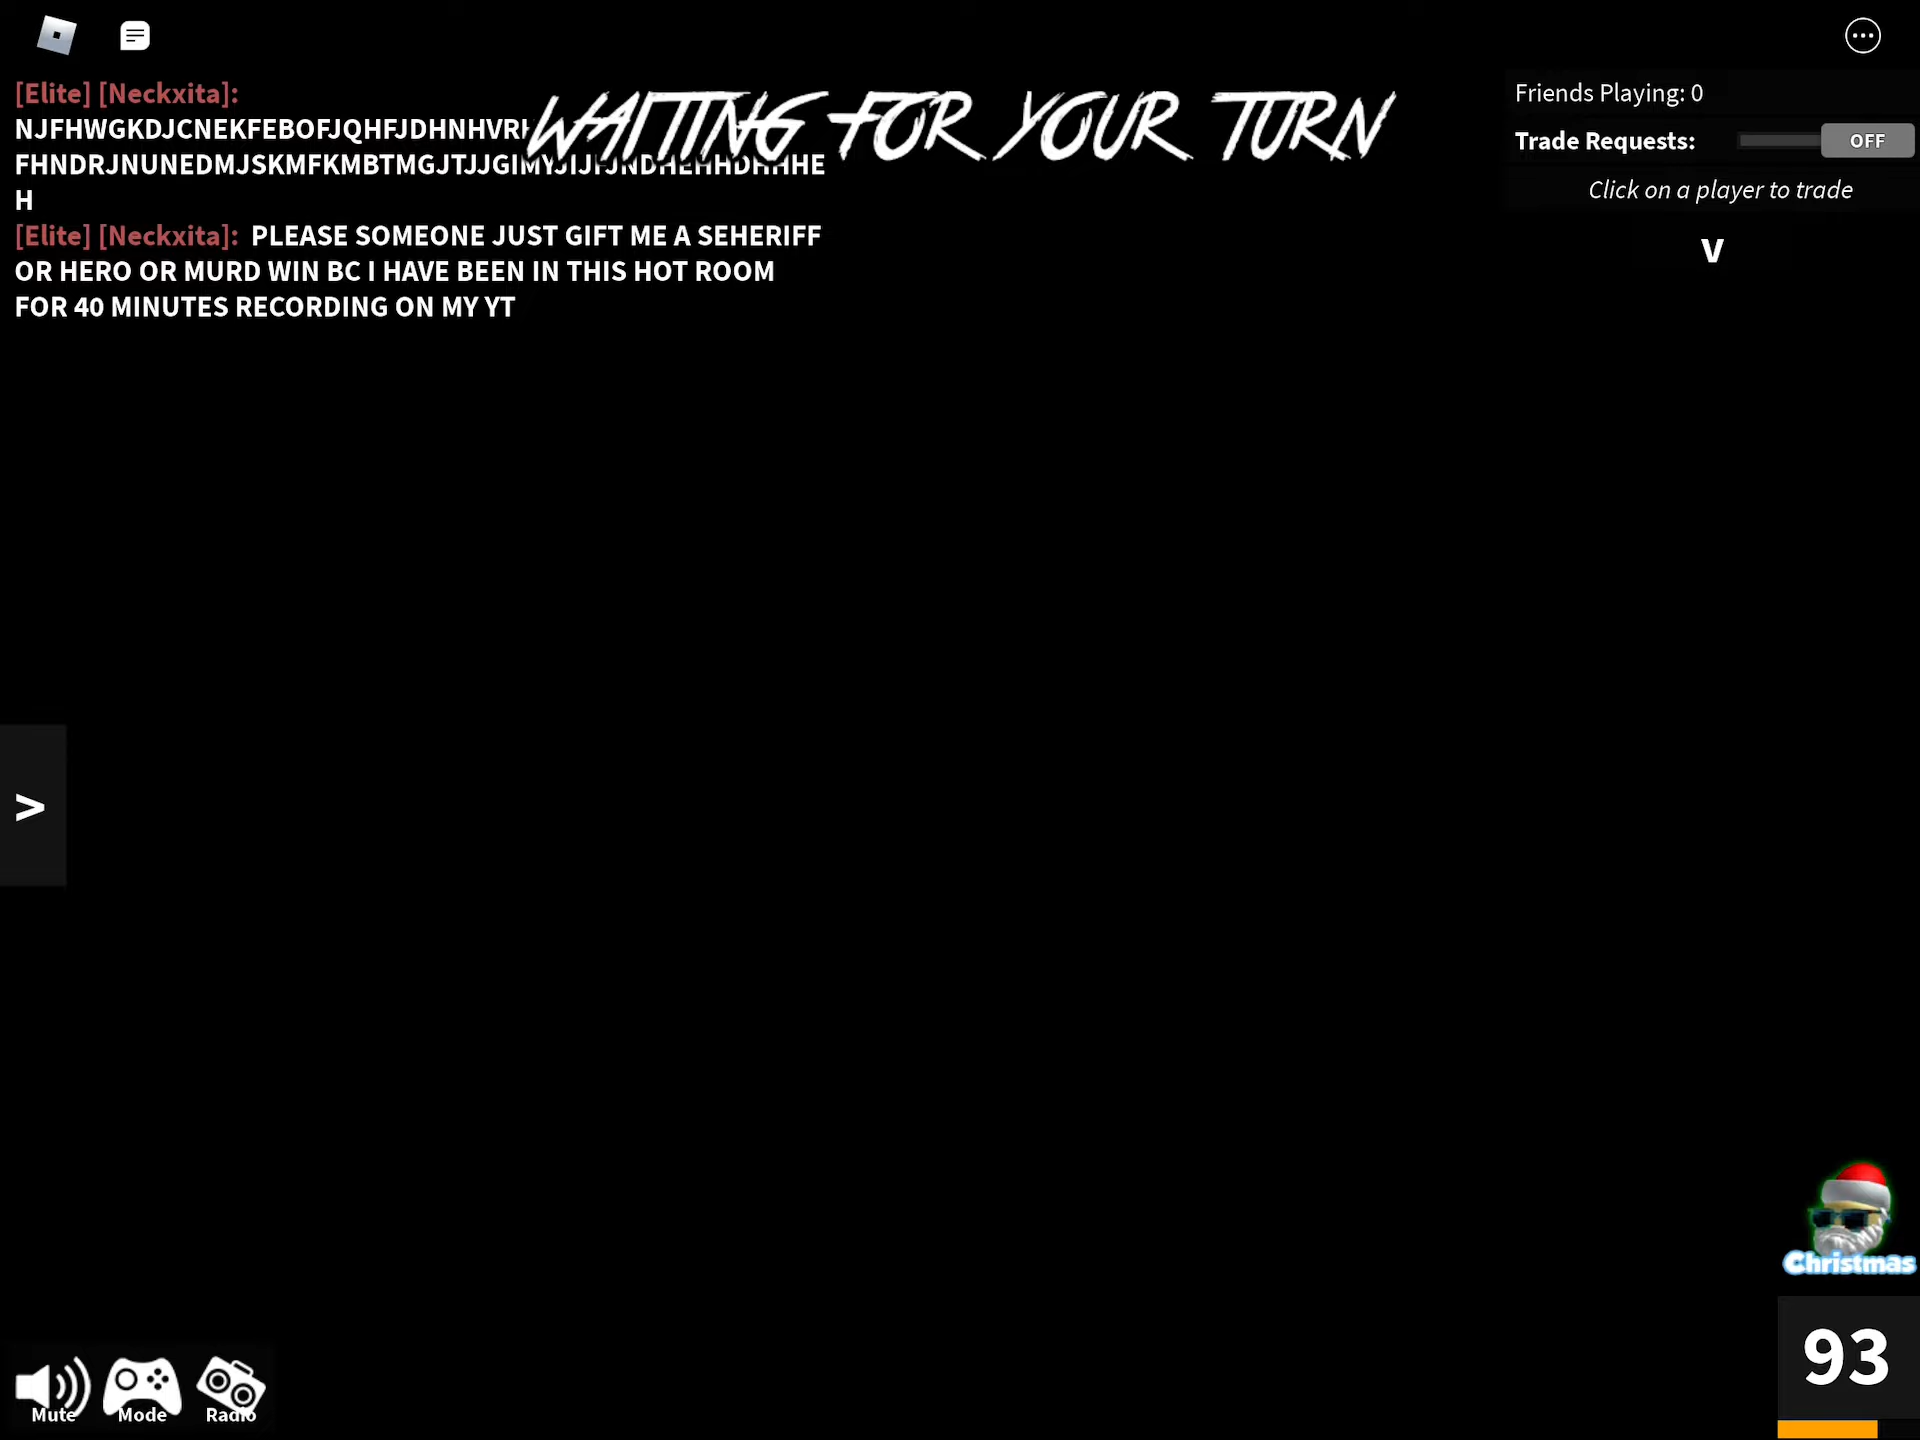 [Elite] [Neckxita]:
WAITING FOR YOUR TURN
FHNDRJNUNEDMJSKMFKMBTMGJTJJGIMYJIJFJNDHEHHDHHHE
H
[Elite] [Neckxita]: PLEASE SOMEONE JUST GIFT ME A SEHERIFF
OR HERO OR MURD WIN BC I HAVE BEEN IN THIS HOT ROOM
FOR 40 MINUTES RECORDING ON MY YT
Friends Playing: 0
Trade Requests: OFF
Click on a player to trade
V
>
Christmas
93
Mute Mode Radio